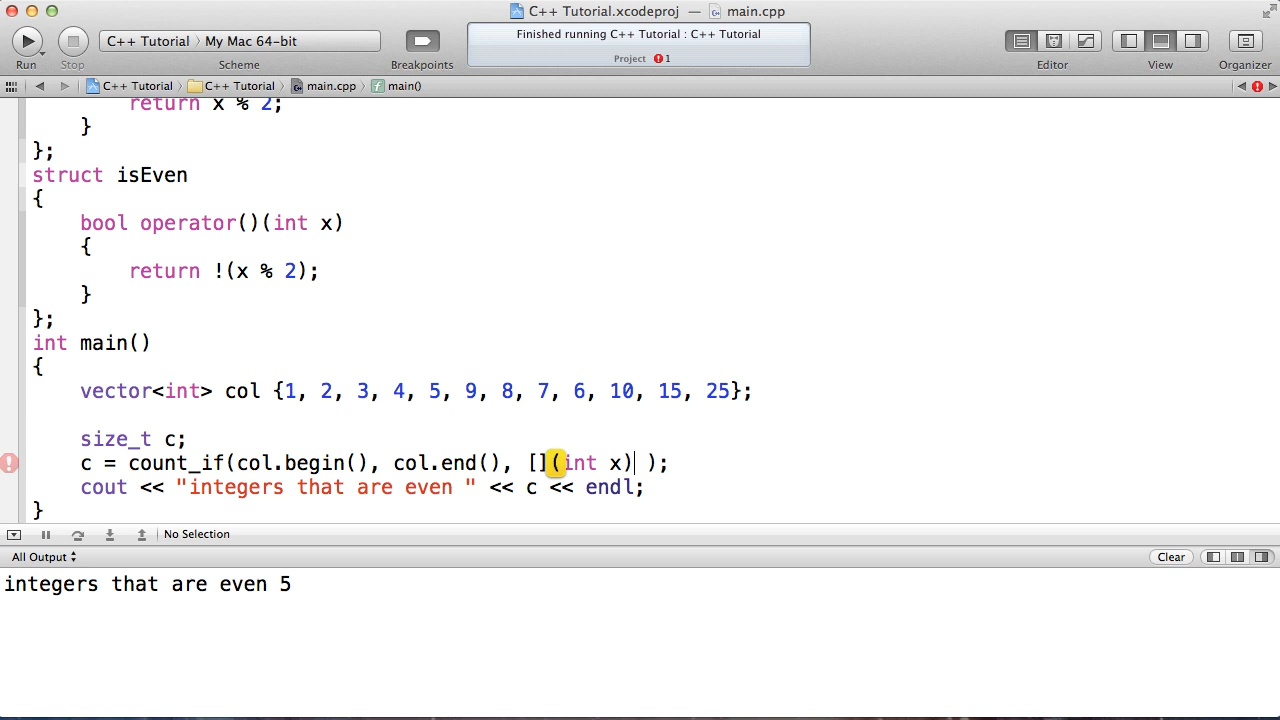 C++ Tutorial.xcodeproj — main.cpp
C++ Tutorial My Mac 64-bit
Finished running C++ Tutorial : C++ Tutorial
Project 1
Run Stop Scheme Breakpoints Editor View Organizer
C++ Tutorial C++ Tutorial main.cpp main()
return x % 2;
}
};
struct isEven
{
bool operator()(int x)
{
return !(x % 2);
}
};
int main()
{
vector<int> col {1, 2, 3, 4, 5, 9, 8, 7, 6, 10, 15, 25};
size_t c;
c = count_if(col.begin(), col.end(), [](int x) );
cout << "integers that are even " << c << endl;
}
No Selection
All Output Clear
integers that are even 5